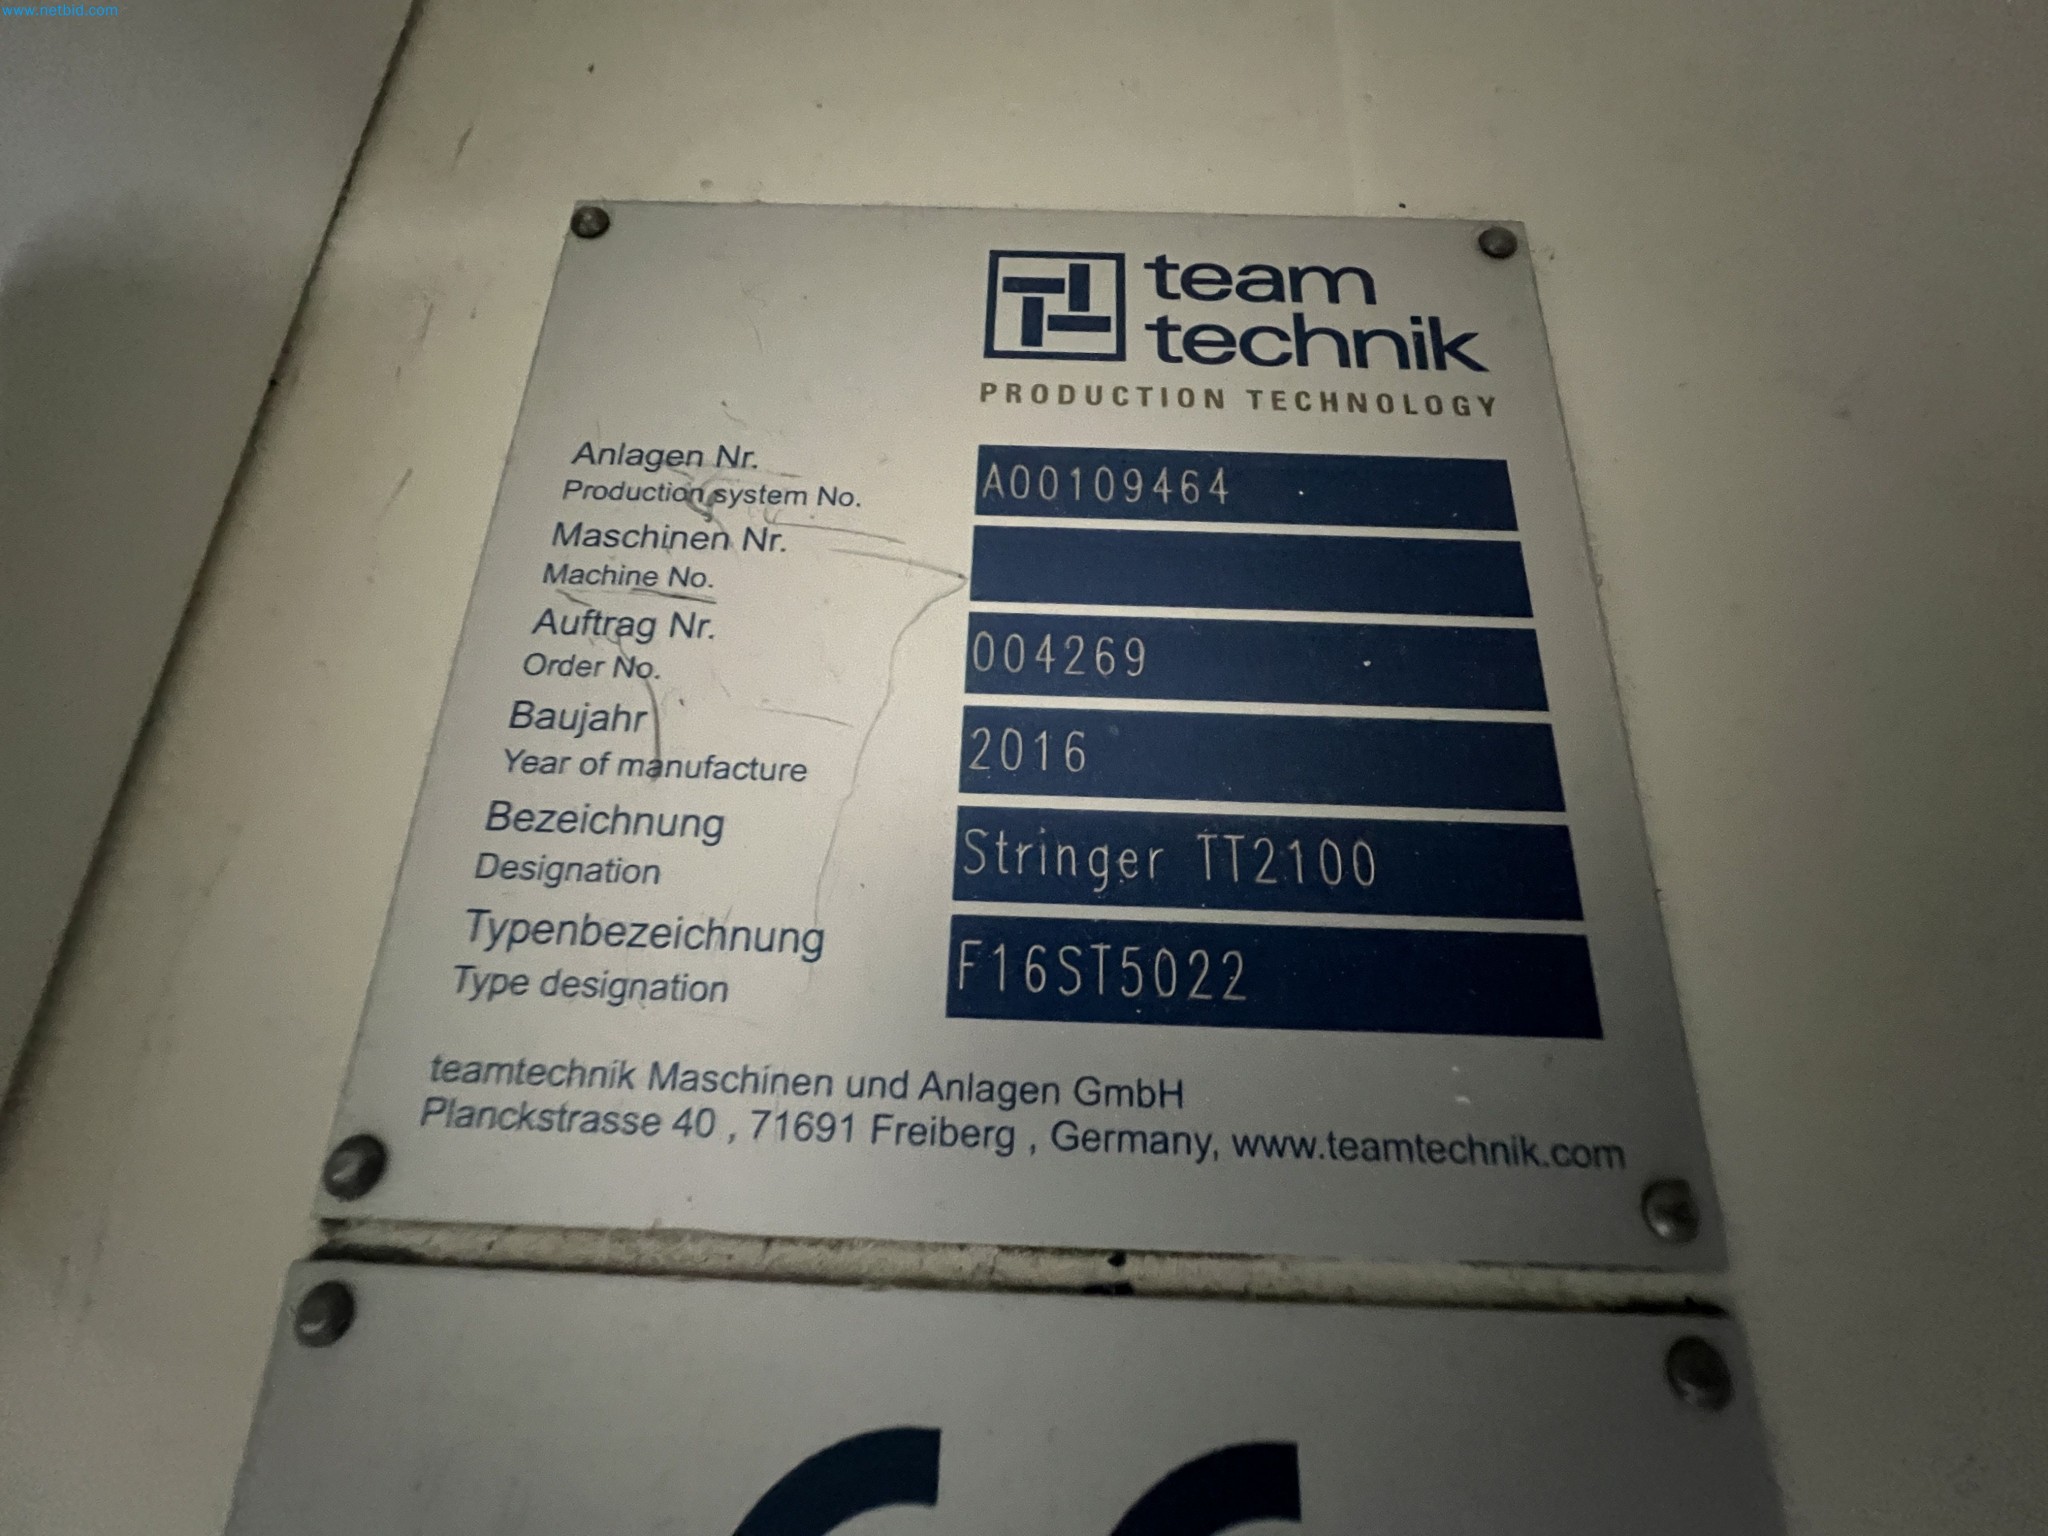 www.netbid.com
team
technik
PRODUCTION TECHNOLOGY
Anlagen Nr.
Production system No.
A00109464
Maschinen Nr.
Machine No.
Auftrag Nr.
Order No.
004269
Baujahr
Year of manufacture
2016
Bezeichnung
Designation
Stringer TT2100
Typenbezeichnung
Type designation
F16ST5022
teamtechnik Maschinen und Anlagen GmbH
Planckstrasse 40 , 71691 Freiberg , Germany, www.teamtechnik.com